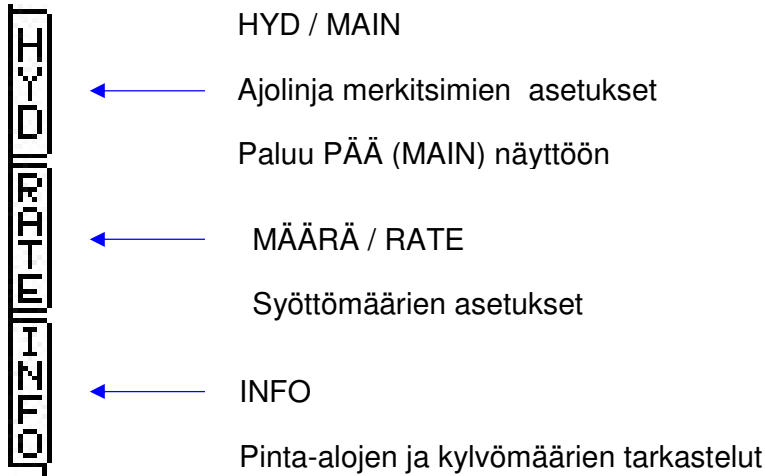 HYD
HYD / MAIN
Ajolinja merkitsimien asetukset
Paluu PÄÄ (MAIN) näyttöön
RATE
MÄÄRÄ / RATE
Syöttömäärien asetukset
INFO
INFO
Pinta-alojen ja kylvömäärien tarkastelut